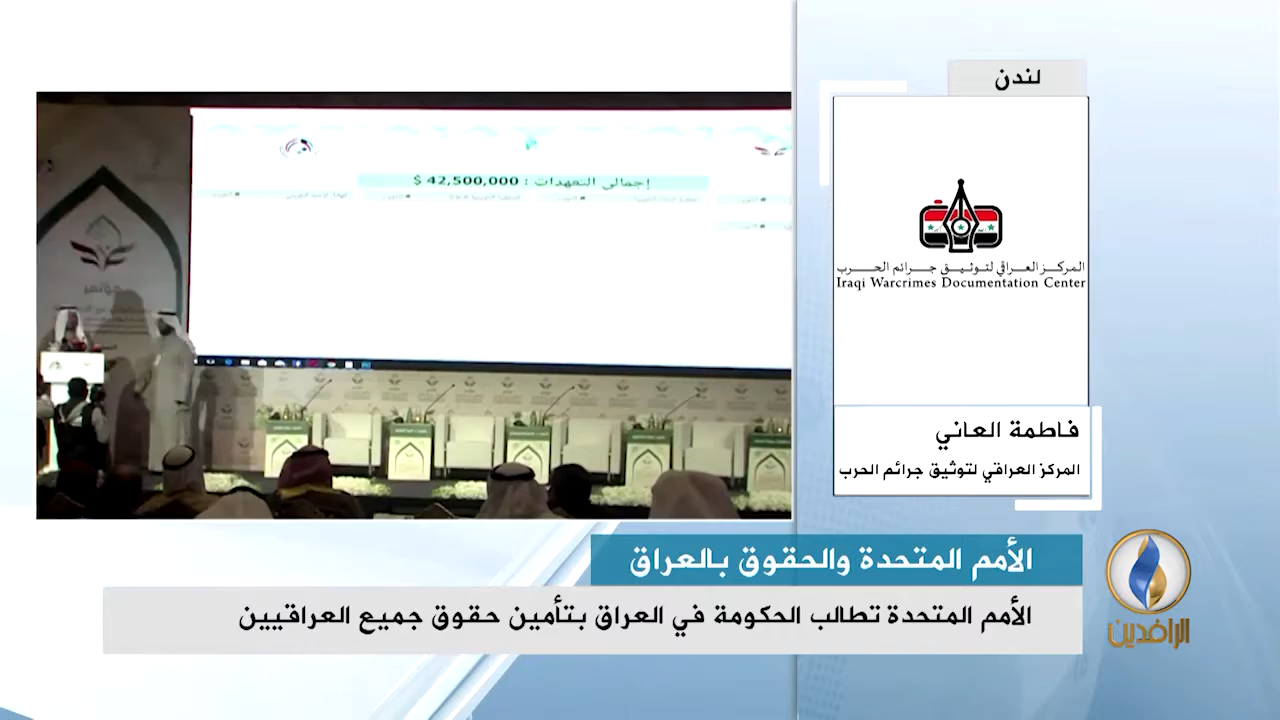 لندن
إجمالي التعهدات : 42,500,000 $
مؤتمر
المركز العراقي لتوثيق جرائم الحرب
Iraqi Warcrimes Documentation Center
فاطمة العاني
المركز العراقي لتوثيق جرائم الحرب
الأمم المتحدة والحقوق بالعراق
الأمم المتحدة تطالب الحكومة في العراق بتأمين حقوق جميع العراقيين
الرافدين